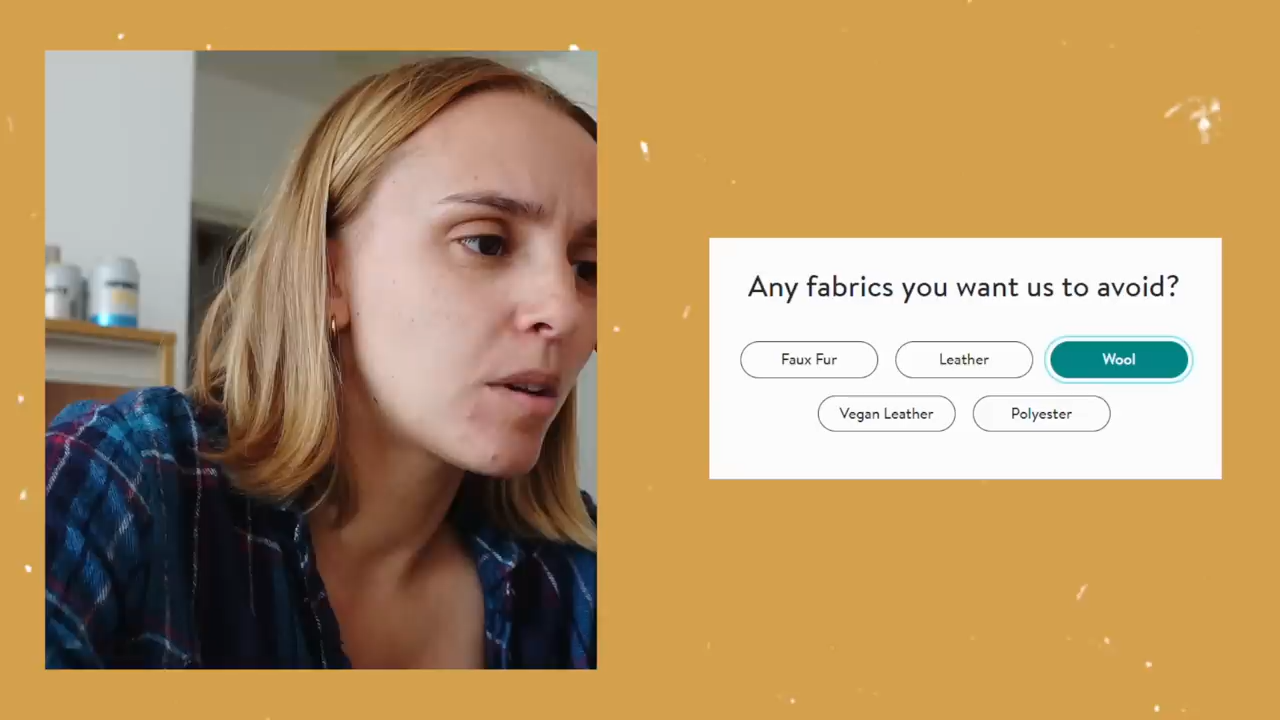 Any fabrics you want us to avoid?
Faux Fur
Leather
Wool
Vegan Leather
Polyester